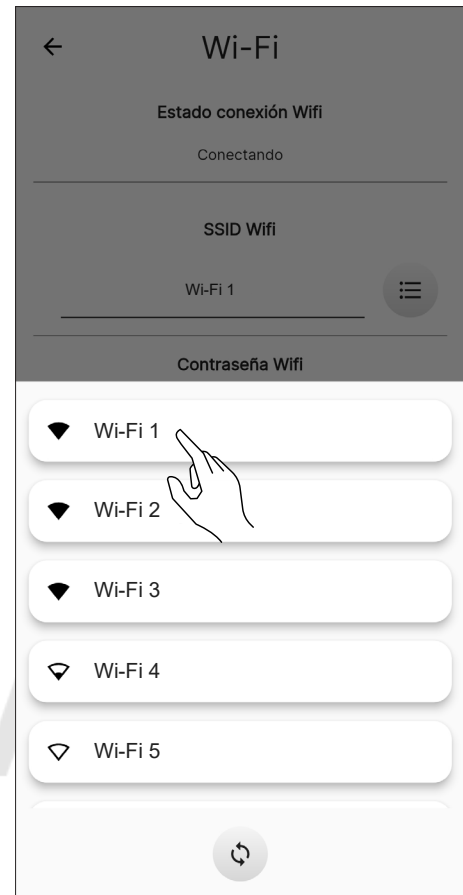 Wi-Fi
Estado conexión Wifi
Conectando
SSID Wifi
Wi-Fi 1
Contraseña Wifi
Wi-Fi 1
Wi-Fi 2
Wi-Fi 3
Wi-Fi 4
Wi-Fi 5